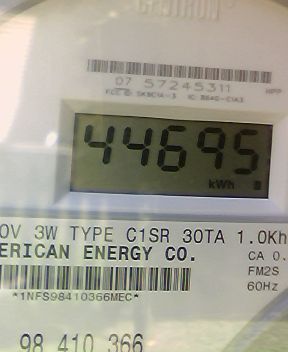 CENTRON
07 57245311
44695
kWh
0V 3W TYPE C1SR 30TA 1.0Kh
ERICAN ENERGY CO.
CA 0.
FM2S
60Hz
*1NFS98410366MEC*
98 410 366